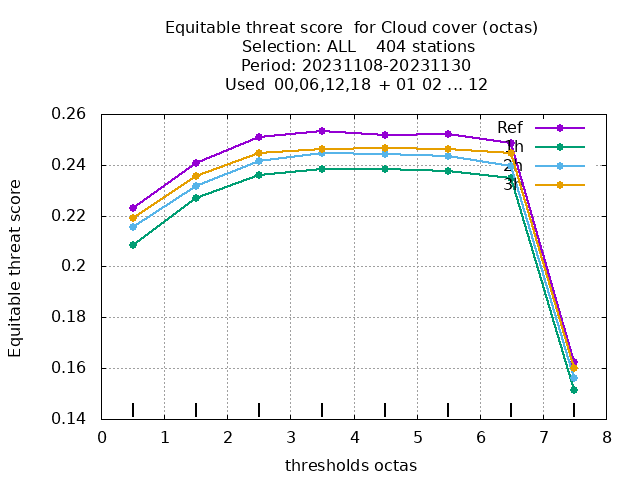 Equitable threat score  for Cloud cover (octas)
Selection: ALL    404 stations
Period: 20231108-20231130
Used  00,06,12,18 + 01 02 ... 12
Equitable threat score
0.26
0.24
0.22
0.2
0.18
0.16
0.14
Ref
1h
2h
3h
0 1 2 3 4 5 6 7 8
thresholds octas